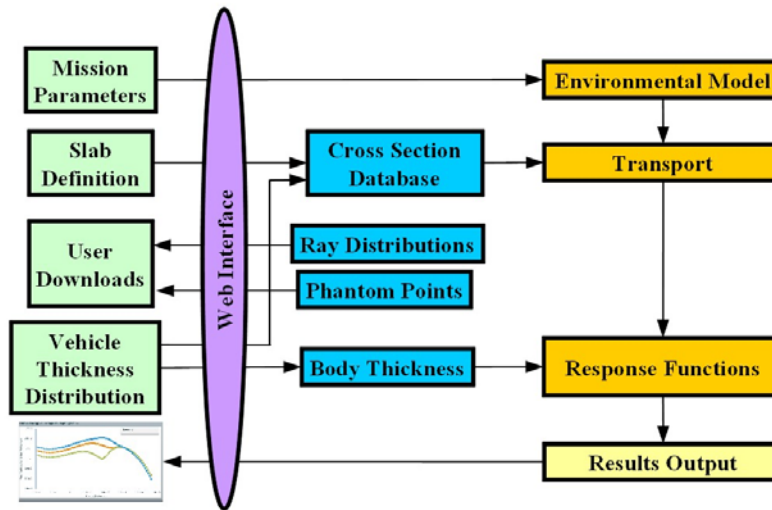 Mission
Parameters
Environmental Model
Slab
Definition
Cross Section
Database
Transport
Web Interface
User
Downloads
Ray Distributions
Phantom Points
Vehicle
Thickness
Distribution
Body Thickness
Response Functions
Results Output